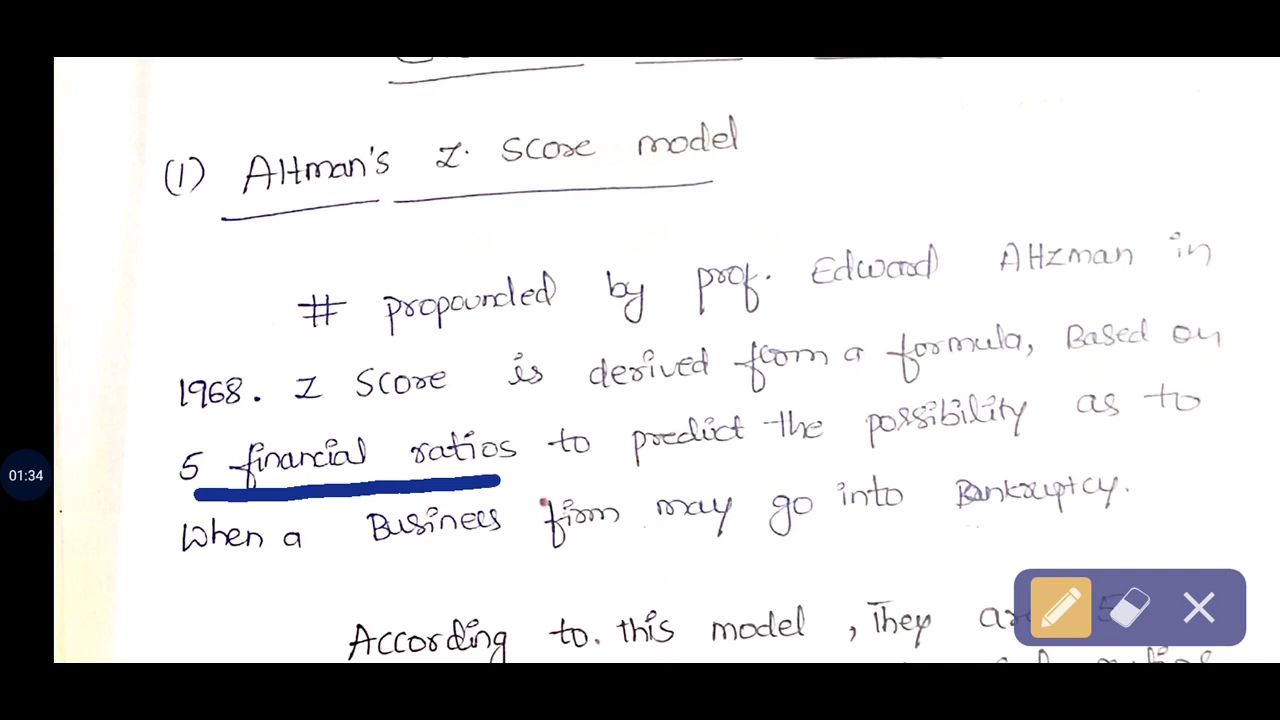 (1) Altman's Z. Score model
# propounded by prof. Edward Altzman in
1968. Z Score is derived from a formula, Based on
5 financial ratios to predict the possibility as to
When a Business firm may go into Bankruptcy.
01:34
According to. this model , They are 5